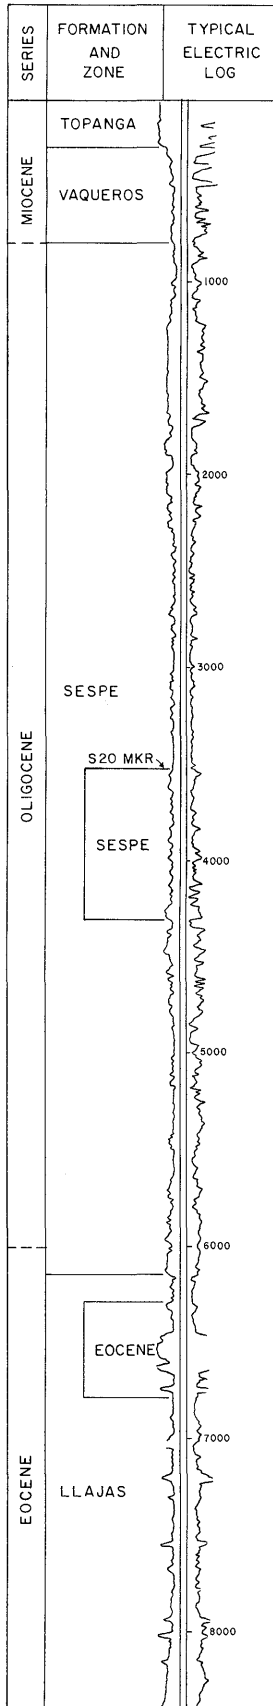 SERIES
FORMATION
AND
ZONE
TYPICAL
ELECTRIC
LOG
MIOCENE
TOPANGA
VAQUEROS
1000
2000
OLIGOCENE
3000
SESPE
S20 MKR
SESPE
4000
5000
6000
EOCENE
EOCENE
7000
LLAJAS
8000